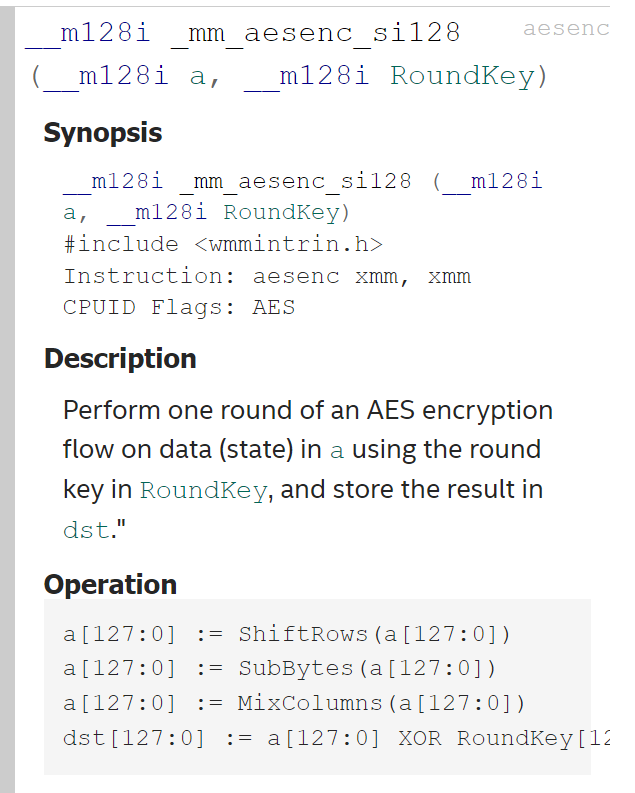 __m128i _mm_aesenc_si128 aesenc
(__m128i a, __m128i RoundKey)
Synopsis
__m128i _mm_aesenc_si128 (__m128i
a, __m128i RoundKey)
#include <wmmintrin.h>
Instruction: aesenc xmm, xmm
CPUID Flags: AES
Description
Perform one round of an AES encryption
flow on data (state) in a using the round
key in RoundKey, and store the result in
dst."
Operation
a[127:0] := ShiftRows(a[127:0])
a[127:0] := SubBytes(a[127:0])
a[127:0] := MixColumns(a[127:0])
dst[127:0] := a[127:0] XOR RoundKey[12